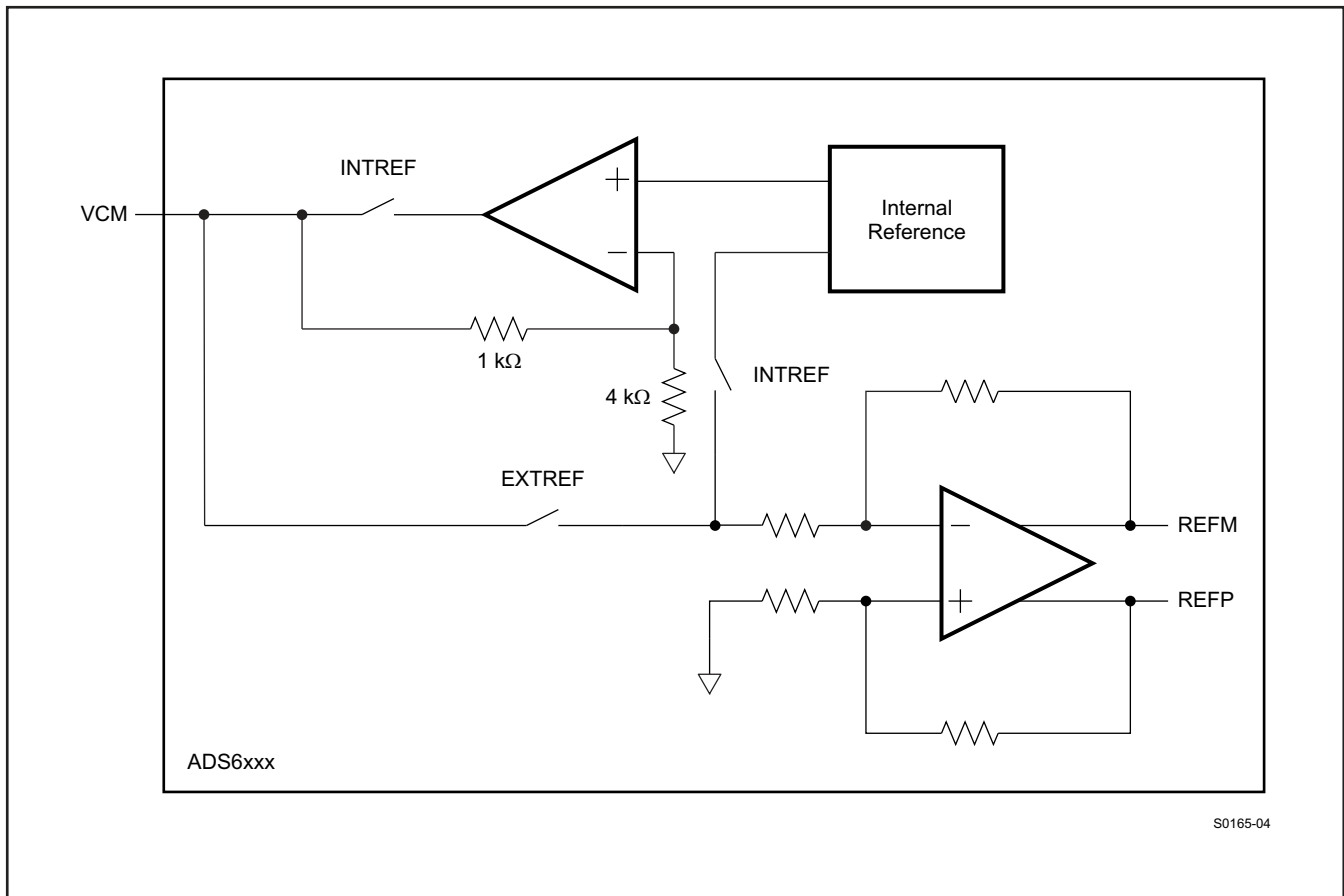 INTREF
VCM
+
−
Internal
Reference
1 kΩ
4 kΩ
INTREF
EXTREF
−
REFM
+
REFP
ADS6xxx
S0165-04